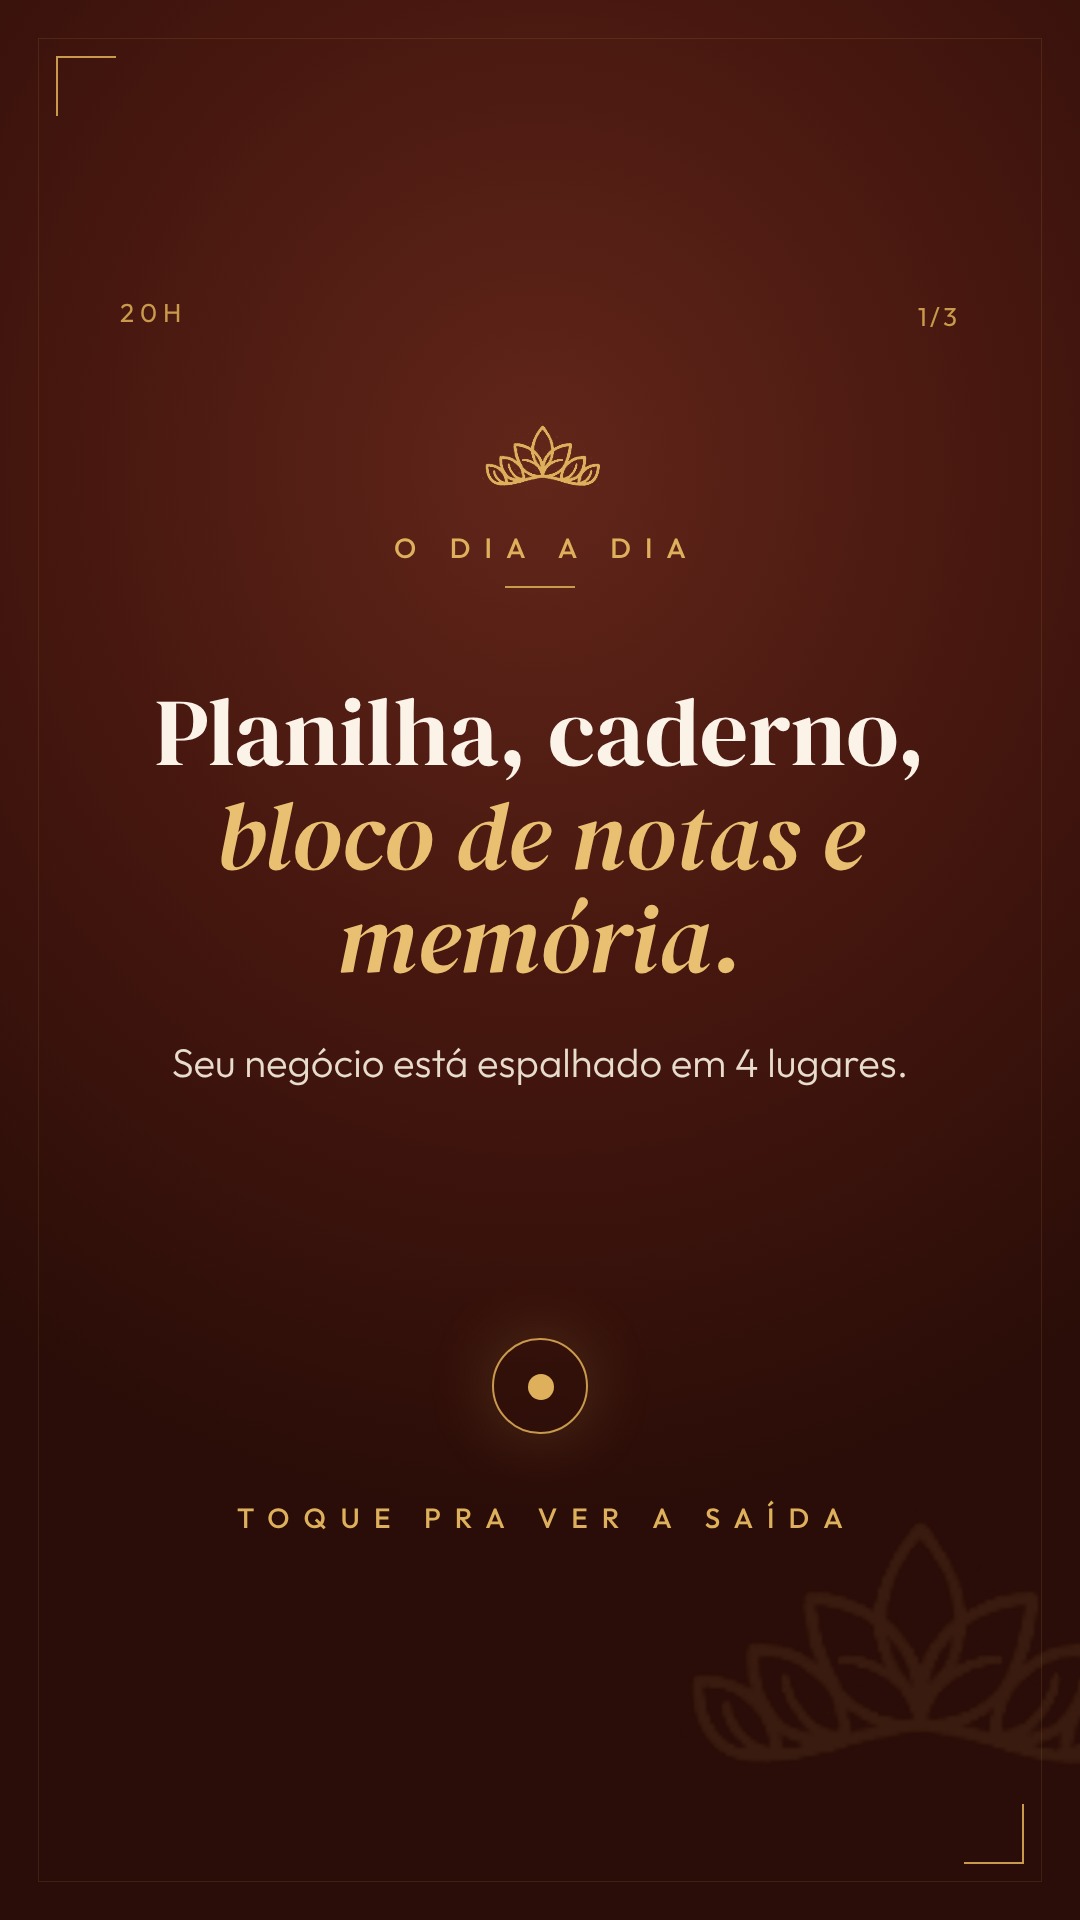 20H
1/3
O DIA A DIA
Planilha, caderno,
bloco de notas e
memória.
Seu negócio está espalhado em 4 lugares.
TOQUE PRA VER A SAÍDA